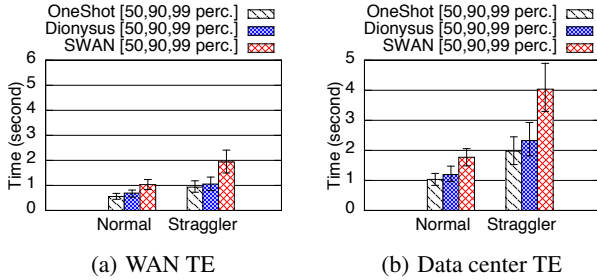 OneShot [50,90,99 perc.]
Dionysus [50,90,99 perc.]
SWAN [50,90,99 perc.]
Time (second)
6
5
4
3
2
1
0
Normal
Straggler
(a) WAN TE
OneShot [50,90,99 perc.]
Dionysus [50,90,99 perc.]
SWAN [50,90,99 perc.]
Time (second)
5
4
3
2
1
0
Normal
Straggler
(b) Data center TE